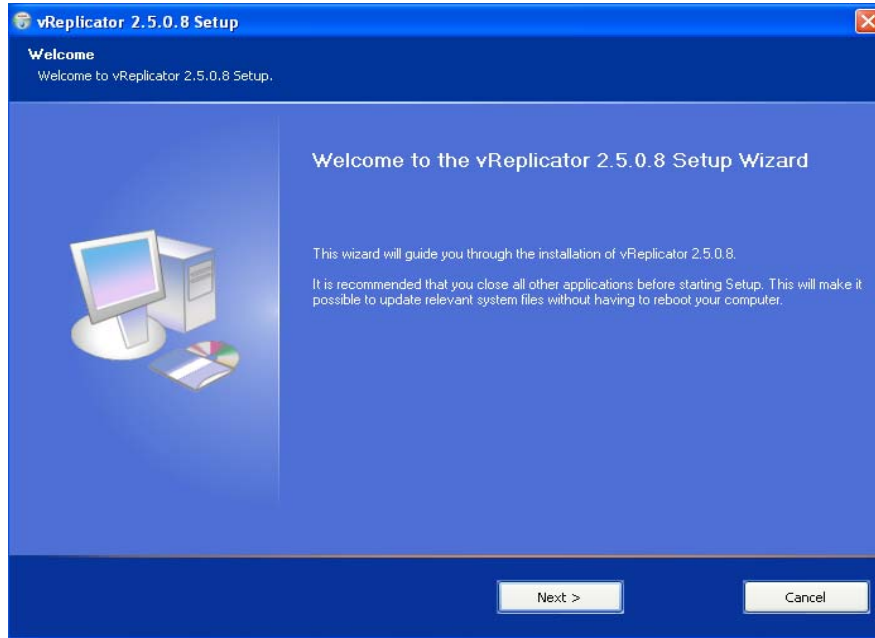 vReplicator 2.5.0.8 Setup
Welcome
Welcome to vReplicator 2.5.0.8 Setup.
Welcome to the vReplicator 2.5.0.8 Setup Wizard
This wizard will guide you through the installation of vReplicator 2.5.0.8.
It is recommended that you close all other applications before starting Setup. This will make it
possible to update relevant system files without having to reboot your computer.
Next >
Cancel